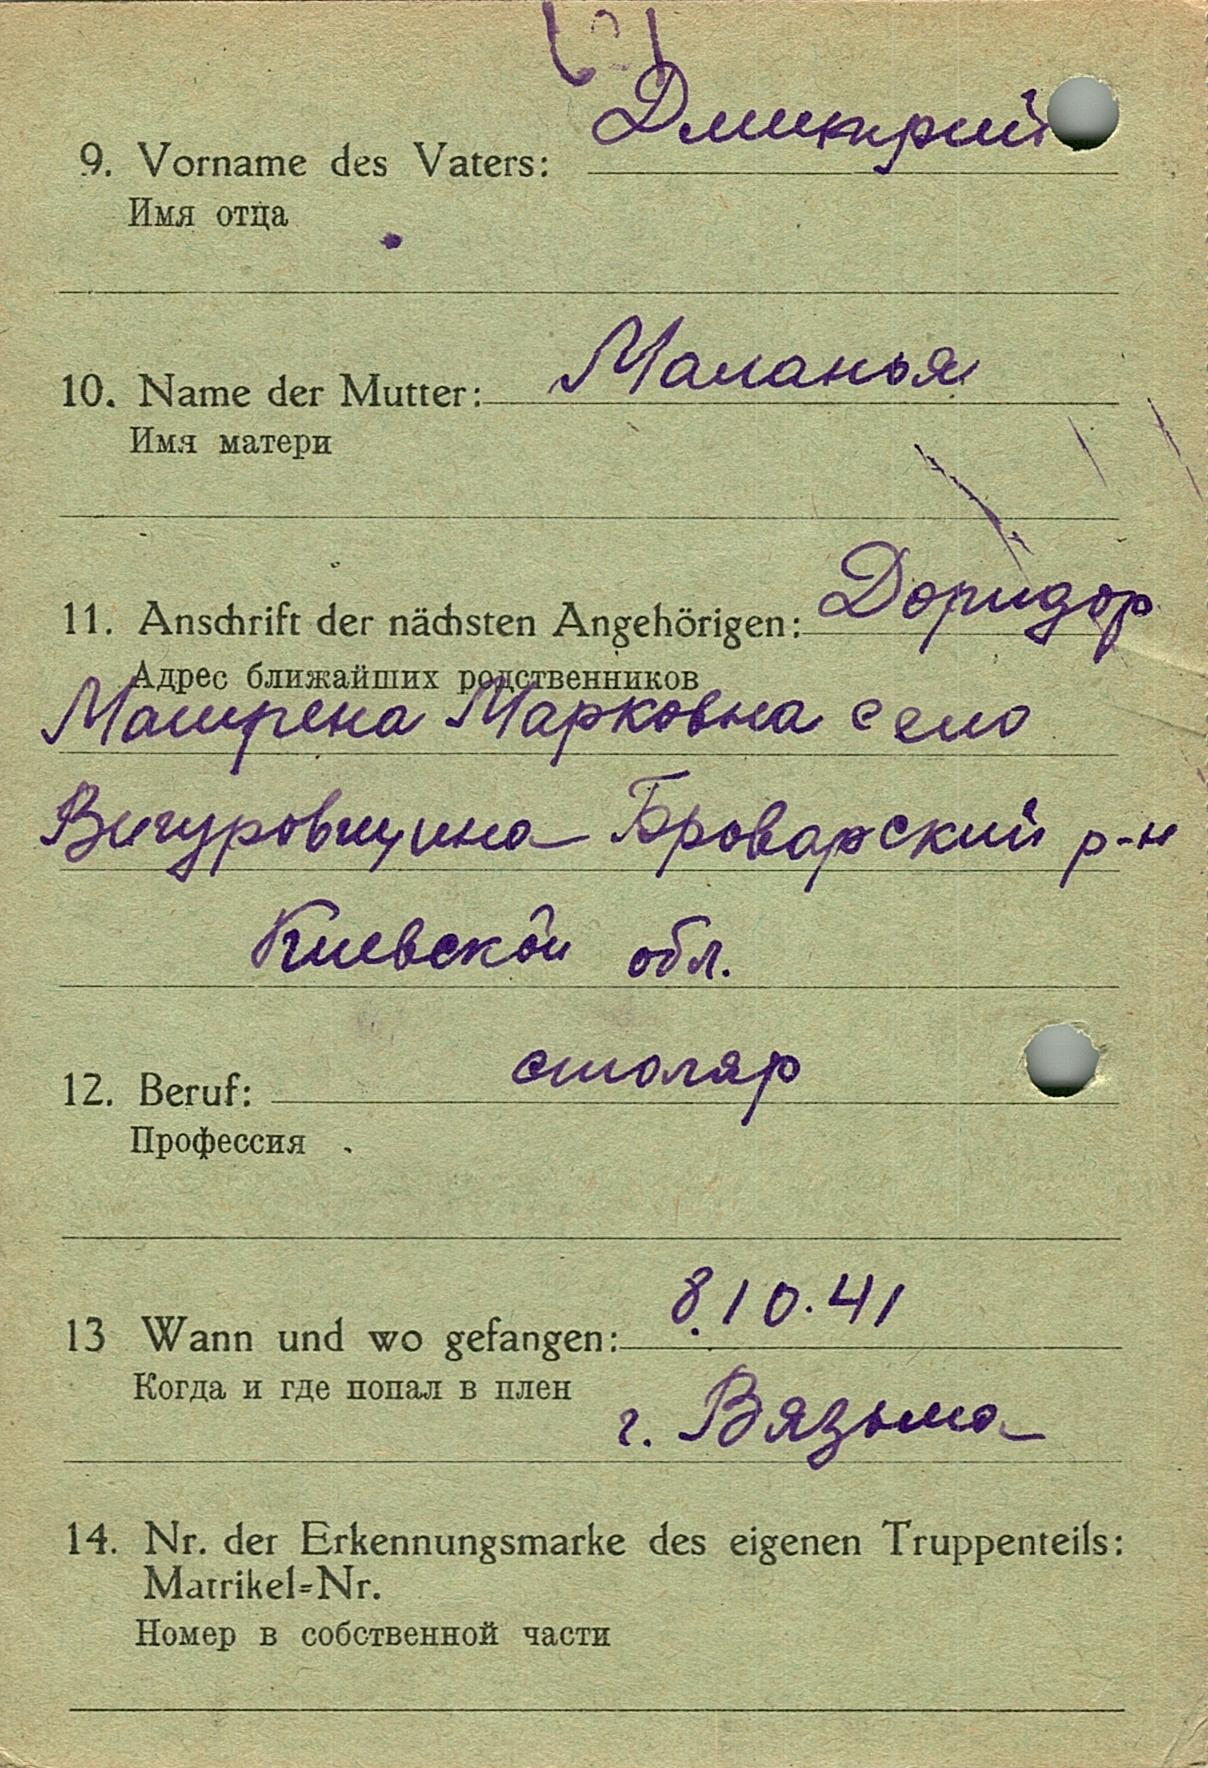 Дмитрий
9. Vorname des Vaters:
Имя отца
Маланья
10. Name der Mutter:
Имя матери
Доридор
11. Anschrift der nächsten Angehörigen:
Адрес ближайших родственников
Матрена Марковна село
Вигуровщина Броварский р-н
Киевской обл.
столяр
12. Beruf:
Профессия
8.10.41
13 Wann und wo gefangen:
Когда и где попал в плен
г. Вязьма
14. Nr. der Erkennungsmarke des eigenen Truppenteils:
Matrikel=Nr.
Номер в собственной части